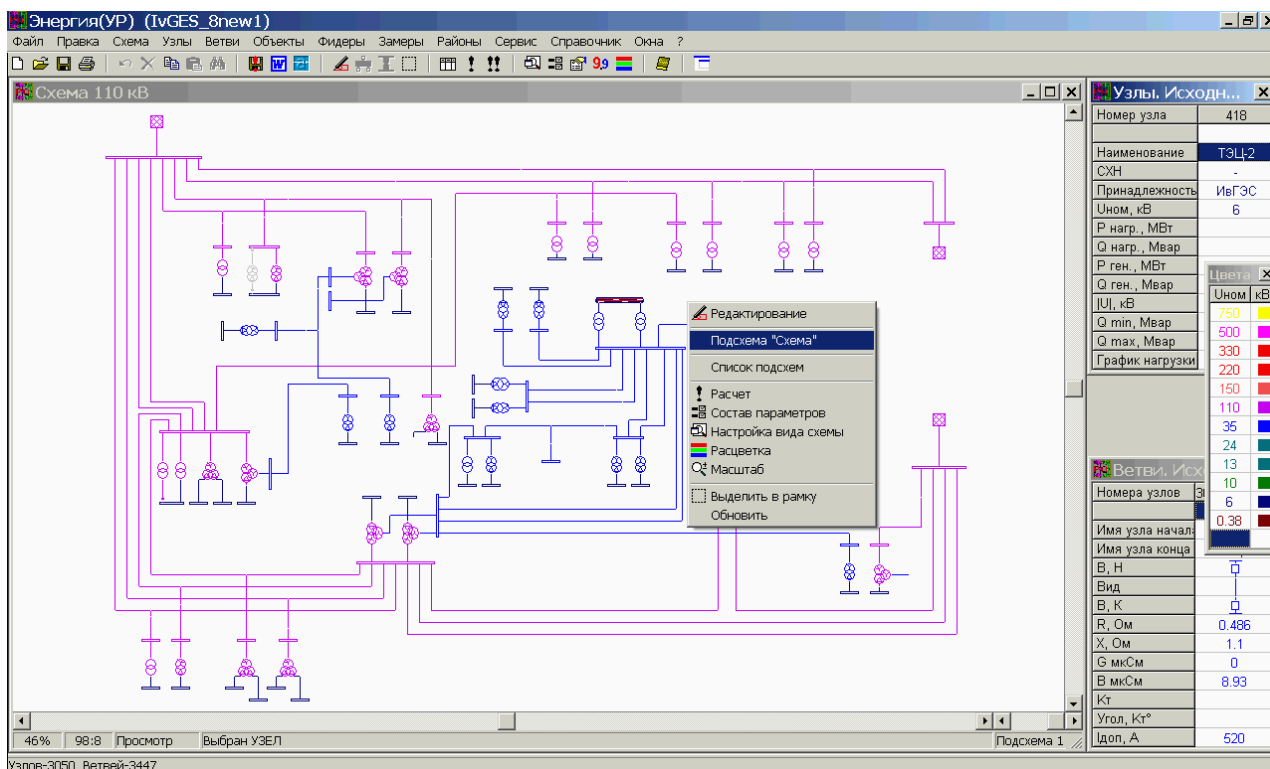 Энергия(УР) (IvGES_8new1)
Файл Правка Схема Узлы Ветви Объекты Фидеры Замеры Районы Сервис Справочник Окна ?
9,9
Схема 110 кВ
Редактирование
Подсхема "Схема"
Список подсхем
Расчет
Состав параметров
Настройка вида схемы
Расцветка
Масштаб
Выделить в рамку
Обновить
46% 98:8 Просмотр Выбран УЗЕЛ Подсхема 1
Узлов-3050 Ветвей-3447
Узлы. Исходн...
Номер узла 418
Наименование ТЭЦ-2
СХН -
Принадлежность ИвГЭС
Uном, кВ 6
P нагр., МВт
Q нагр., Мвар
P ген., МВт
Q ген., Мвар
|U|, кВ
Q min, Мвар
Q max, Мвар
График нагрузки
Цвета
Uном кВ
750
500
330
220
150
110
35
24
13
10
6
0.38
Ветви. Исх
Номера узлов
Имя узла начал
Имя узла конца
В, Н
Вид
В, К
R, Ом 0.486
X, Ом 1.1
G мкСм 0
B мкСм 8.93
Кт
Угол, Кт°
Iдоп, А 520